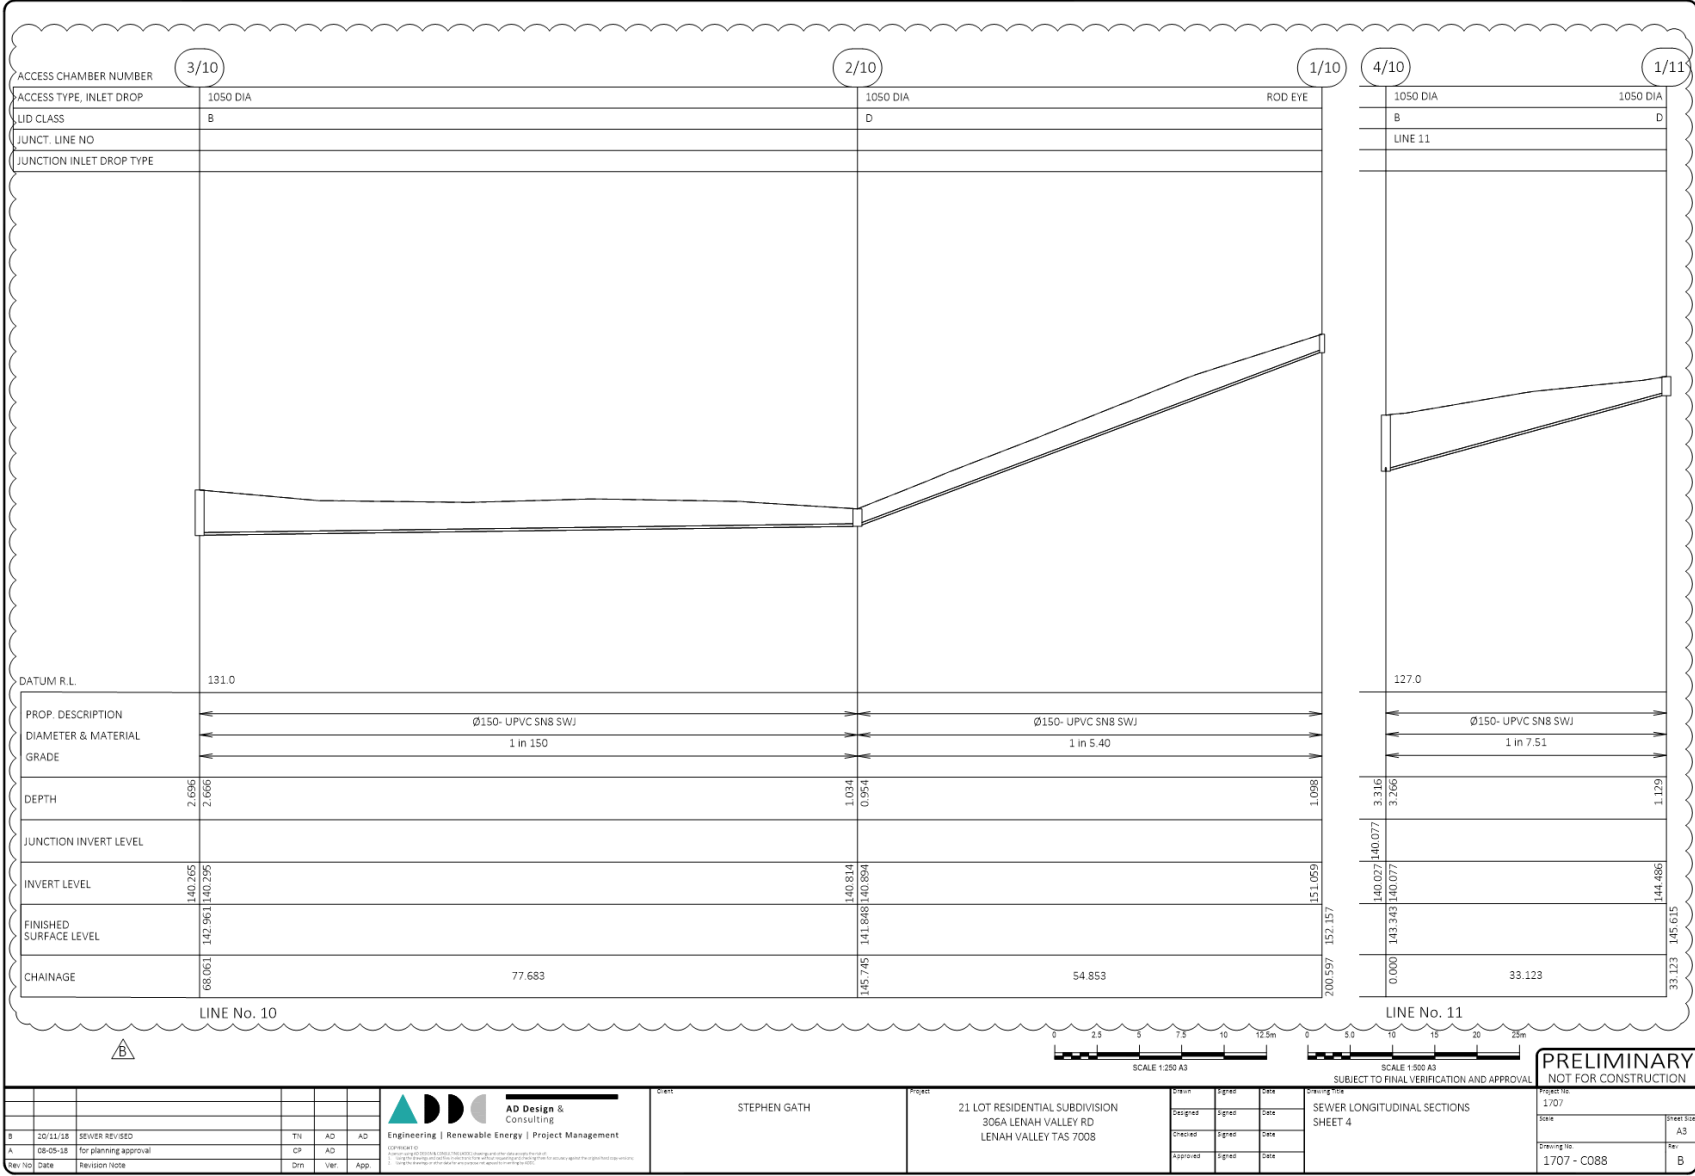 3/10
2/10
1/10
4/10
1/11
ACCESS CHAMBER NUMBER
ACCESS TYPE, INLET DROP
1050 DIA
1050 DIA
ROD EYE
1050 DIA
1050 DIA
LID CLASS
B
D
B
D
JUNCT. LINE NO
LINE 11
JUNCTION INLET DROP TYPE
DATUM R.L.
131.0
127.0
PROP. DESCRIPTION
DIAMETER & MATERIAL
Ø150- UPVC SN8 SWJ
Ø150- UPVC SN8 SWJ
Ø150- UPVC SN8 SWJ
GRADE
1 in 150
1 in 5.40
1 in 7.51
DEPTH
2.696
2.666
1.034
0.954
1.098
3.316
3.266
1.129
JUNCTION INVERT LEVEL
140.077
INVERT LEVEL
140.265
140.295
140.814
140.894
151.059
140.027
140.077
144.486
FINISHED
SURFACE LEVEL
142.961
141.848
152.157
143.343
145.615
CHAINAGE
68.061
77.683
145.745
54.853
200.597
0.000
33.123
33.123
LINE No. 10
LINE No. 11
B
0 2.5 5 7.5 10 12.5m
SCALE 1:250 A3
0 5.0 10 15 20 25m
SCALE 1:500 A3
SUBJECT TO FINAL VERIFICATION AND APPROVAL
PRELIMINARY
NOT FOR CONSTRUCTION
B 20/11/18 SEWER REVISED TN AD AD
A 08-05-18 for planning approval CP AD
Rev No Date Revision Note Drn Ver. App.
AD Design &
Consulting
Engineering | Renewable Energy | Project Management
Client
STEPHEN GATH
Project
21 LOT RESIDENTIAL SUBDIVISION
306A LENAH VALLEY RD
LENAH VALLEY TAS 7008
Drawn Signed Date
Designed Signed Date
Checked Signed Date
Approved Signed Date
Drawing Title
SEWER LONGITUDINAL SECTIONS
SHEET 4
Project No.
1707
Scale
Sheet Size
A3
Drawing No.
1707 - C088
Rev
B